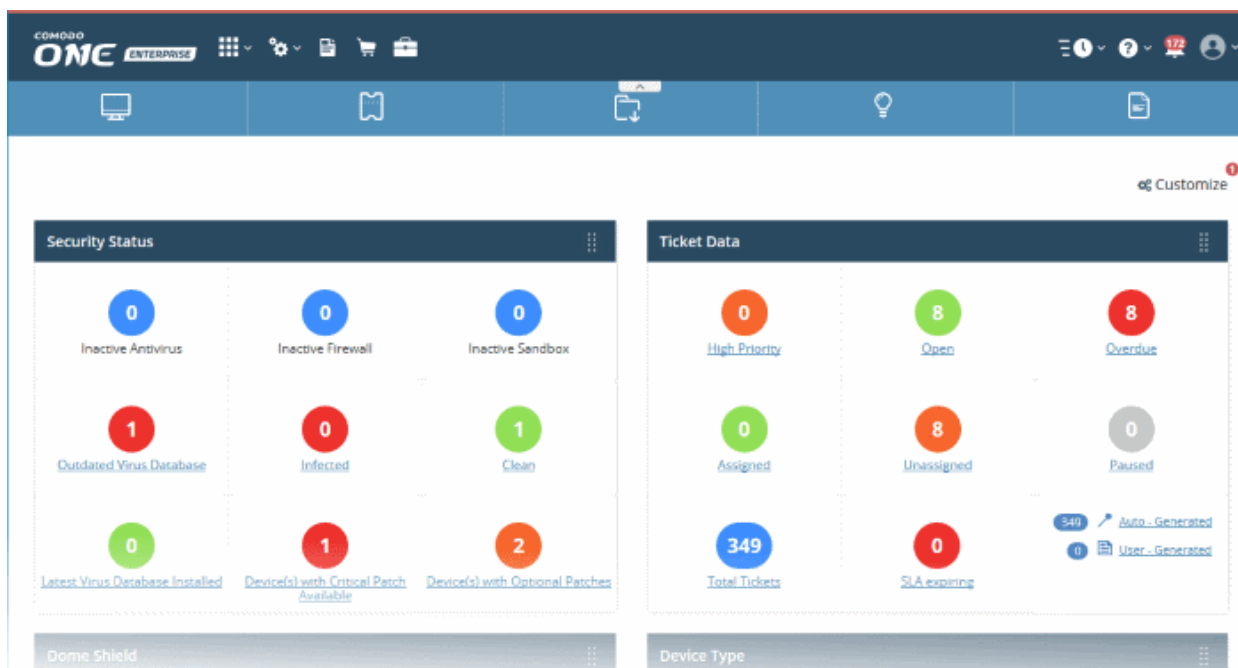 COMODO
ONE ENTERPRISE
172
1
Customize
Security Status
0
Inactive Antivirus
0
Inactive Firewall
0
Inactive Sandbox
1
Outdated Virus Database
0
Infected
1
Clean
0
Latest Virus Database Installed
1
Device(s) with Critical Patch
Available
2
Device(s) with Optional Patches
Ticket Data
0
High Priority
8
Open
8
Overdue
0
Assigned
8
Unassigned
0
Paused
349
Total Tickets
0
SLA expiring
349 Auto - Generated
0 User - Generated
Dome Shield
Device Type